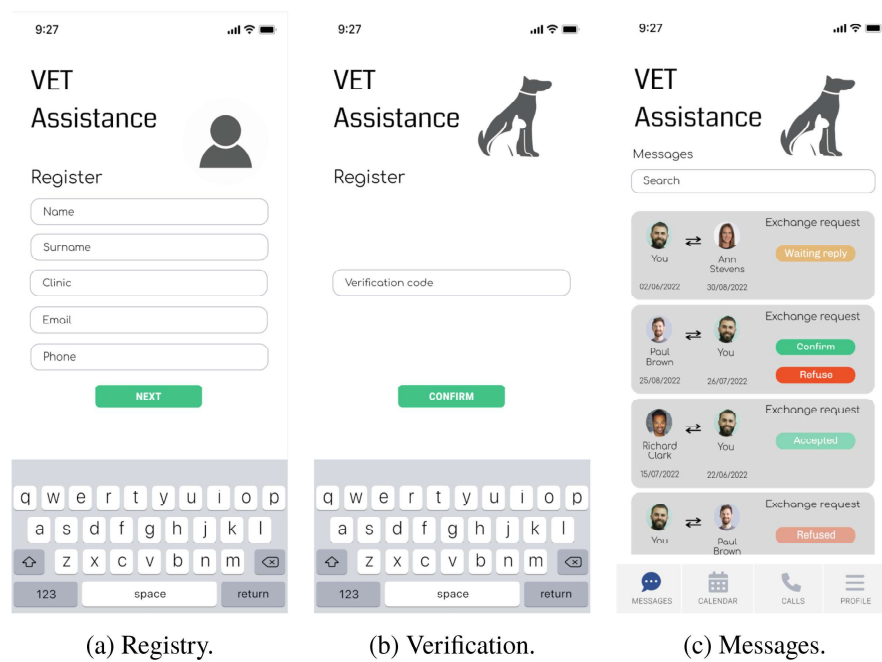 9:27
VET
Assistance
Register
Name
Surname
Clinic
Email
Phone
NEXT
q w e r t y u i o p
a s d f g h j k l
z x c v b n m
123 space return
(a) Registry.
9:27
VET
Assistance
Register
Verification code
CONFIRM
q w e r t y u i o p
a s d f g h j k l
z x c v b n m
123 space return
(b) Verification.
9:27
VET
Assistance
Messages
Search
Exchange request
You
Ann
Stevens
Waiting reply
02/06/2022 30/08/2022
Exchange request
Paul
Brown
You
Confirm
Refuse
25/08/2022 26/07/2022
Exchange request
Richard
Clark
You
Accepted
15/07/2022 22/06/2022
Exchange request
You
Paul
Brown
Refused
MESSAGES CALENDAR CALLS PROFILE
(c) Messages.